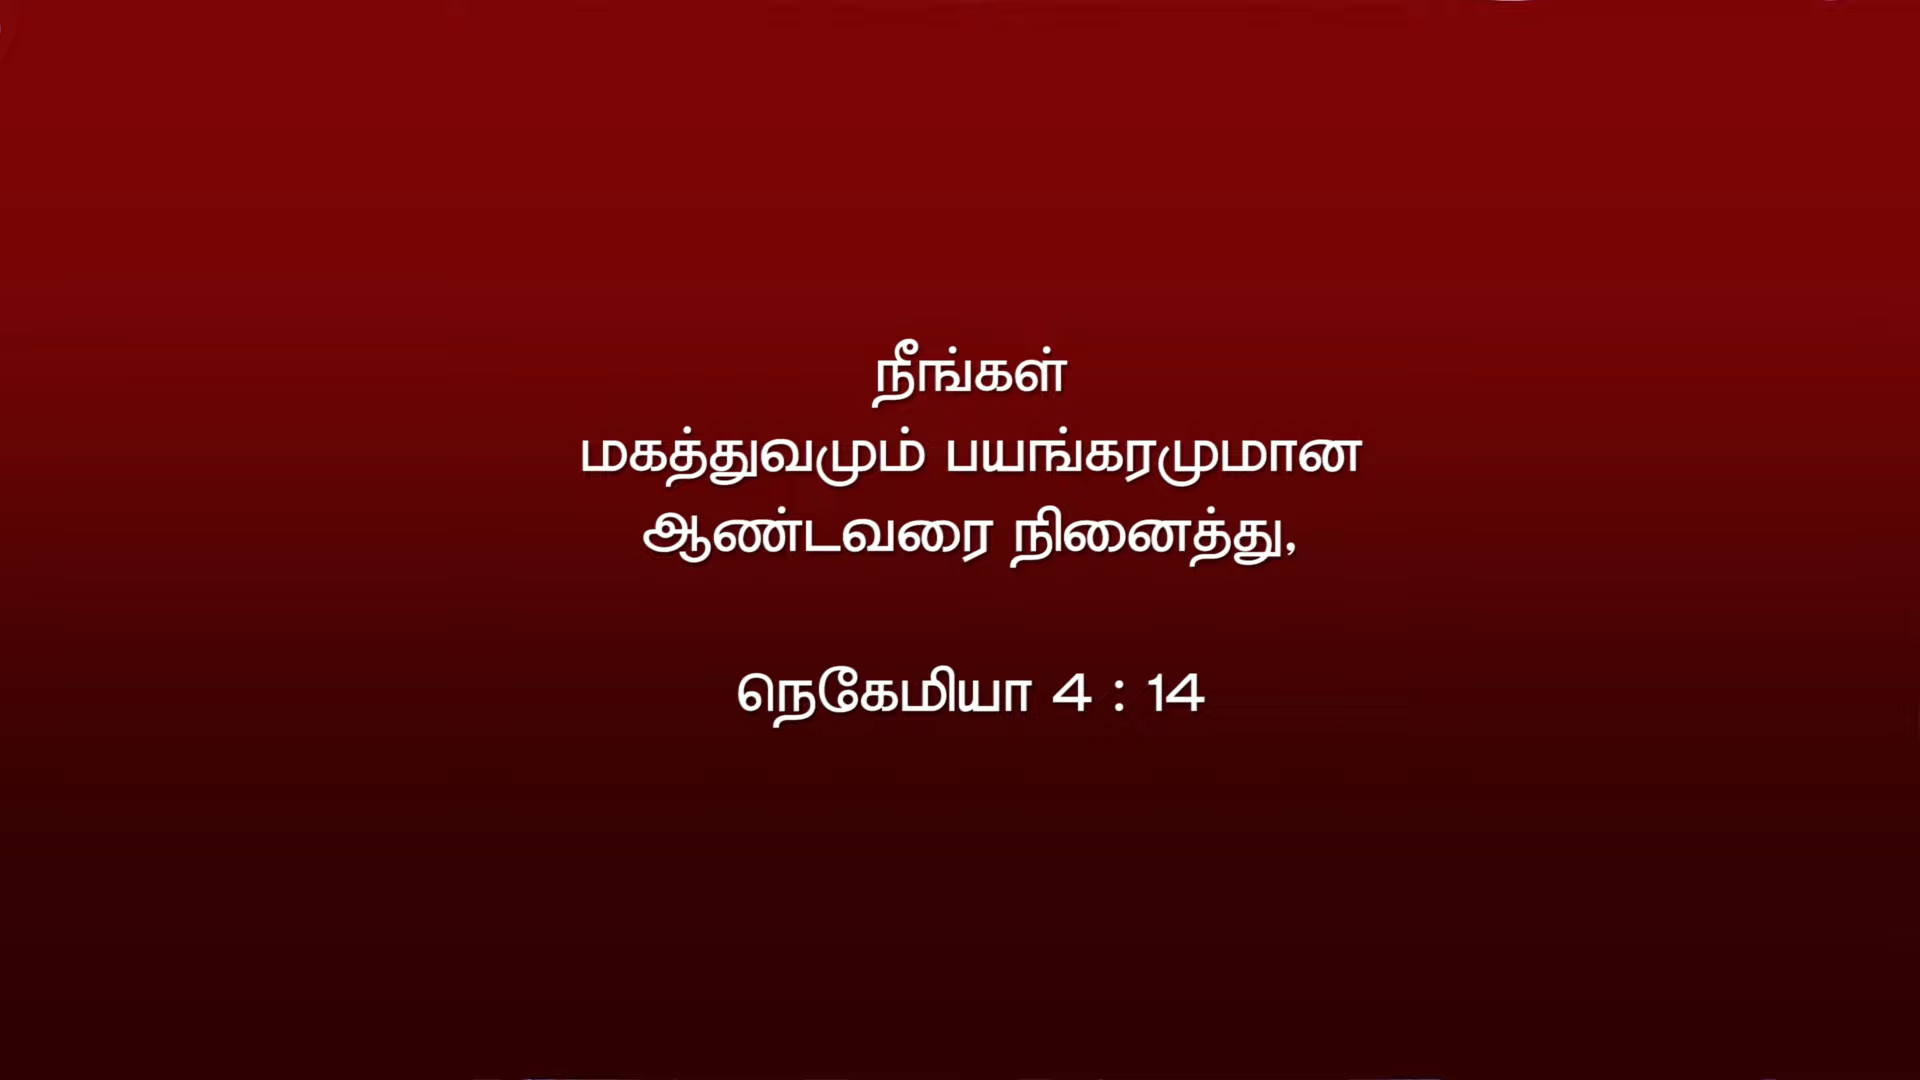 நீங்கள்
மகத்துவமும் பயங்கரமுமான
ஆண்டவரை நினைத்து,
நெகேமியா 4 : 14